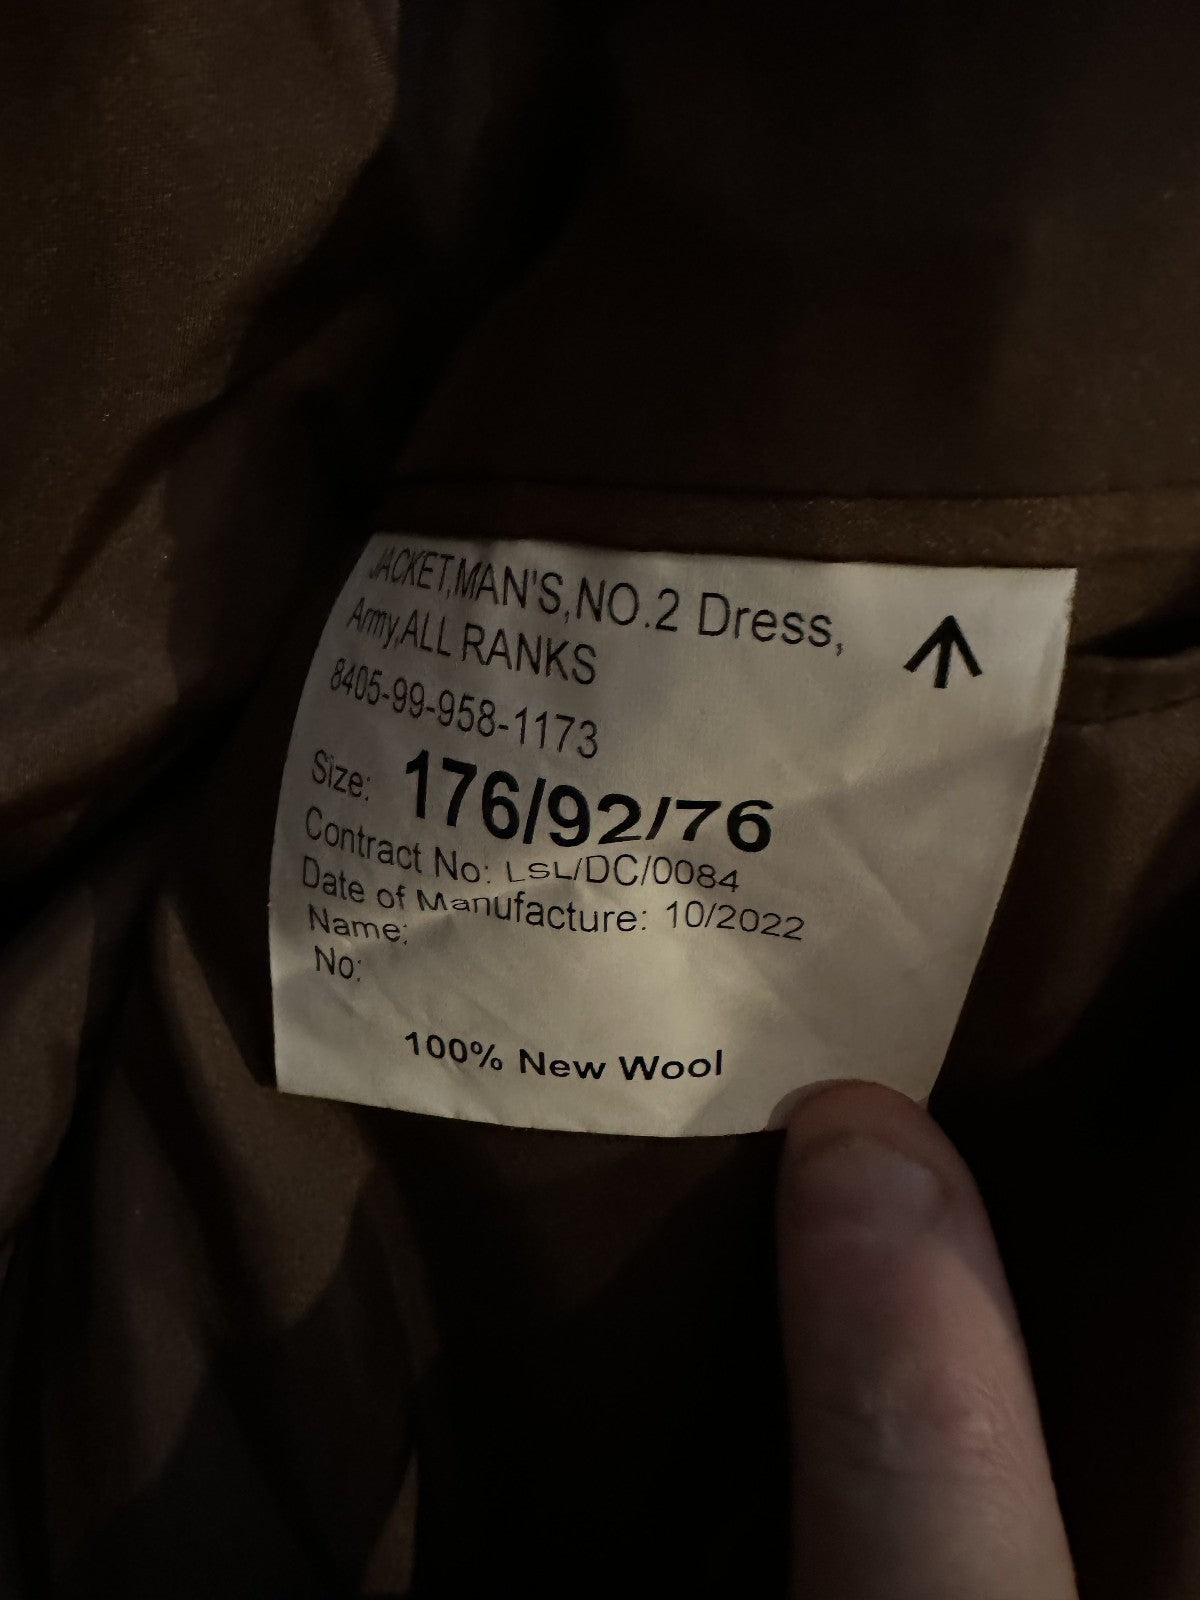 JACKET,MAN'S,NO.2 Dress,
Army,ALL RANKS
8405-99-958-1173
Size: 176/92/76
Contract No: LSL/DC/0084
Date of Manufacture: 10/2022
Name:
No:
100% New Wool